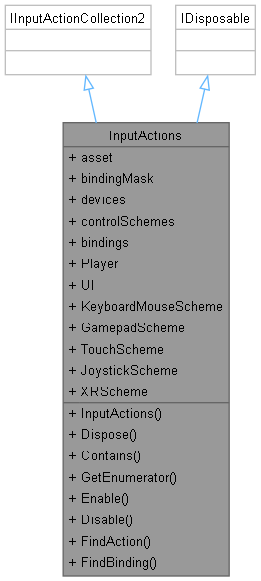 IInputActionCollection2
IDisposable
InputActions
+ asset
+ bindingMask
+ devices
+ controlSchemes
+ bindings
+ Player
+ UI
+ KeyboardMouseScheme
+ GamepadScheme
+ TouchScheme
+ JoystickScheme
+ XRScheme
+ InputActions()
+ Dispose()
+ Contains()
+ GetEnumerator()
+ Enable()
+ Disable()
+ FindAction()
+ FindBinding()